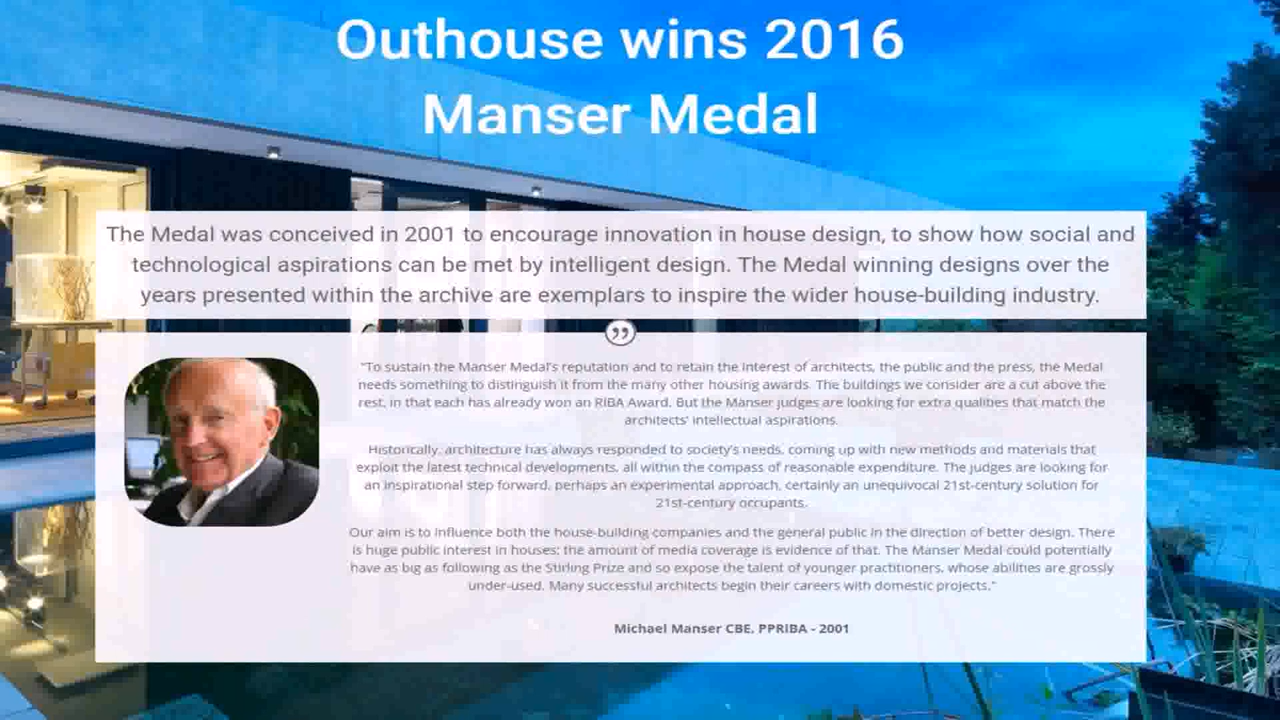 Outhouse wins 2016
Manser Medal
The Medal was conceived in 2001 to encourage innovation in house design, to show how social and
technological aspirations can be met by intelligent design. The Medal winning designs over the
years presented within the archive are exemplars to inspire the wider house-building industry.
”
"To sustain the Manser Medal's reputation and to retain the interest of architects, the public and the press, the Medal
needs something to distinguish it from the many other housing awards. The buildings we consider are a cut above the
rest, in that each has already won an RIBA Award. But the Manser judges are looking for extra qualities that match the
architects' intellectual aspirations.
Historically, architecture has always responded to society's needs, coming up with new methods and materials that
exploit the latest technical developments, all within the compass of reasonable expenditure. The judges are looking for
an inspirational step forward, perhaps an experimental approach, certainly an unequivocal 21st-century solution for
21st-century occupants.
Our aim is to influence both the house-building companies and the general public in the direction of better design. There
is huge public interest in houses; the amount of media coverage is evidence of that. The Manser Medal could potentially
have as big as following as the Stirling Prize and so expose the talent of younger practitioners, whose abilities are grossly
under-used. Many successful architects begin their careers with domestic projects."
Michael Manser CBE, PPRIBA - 2001